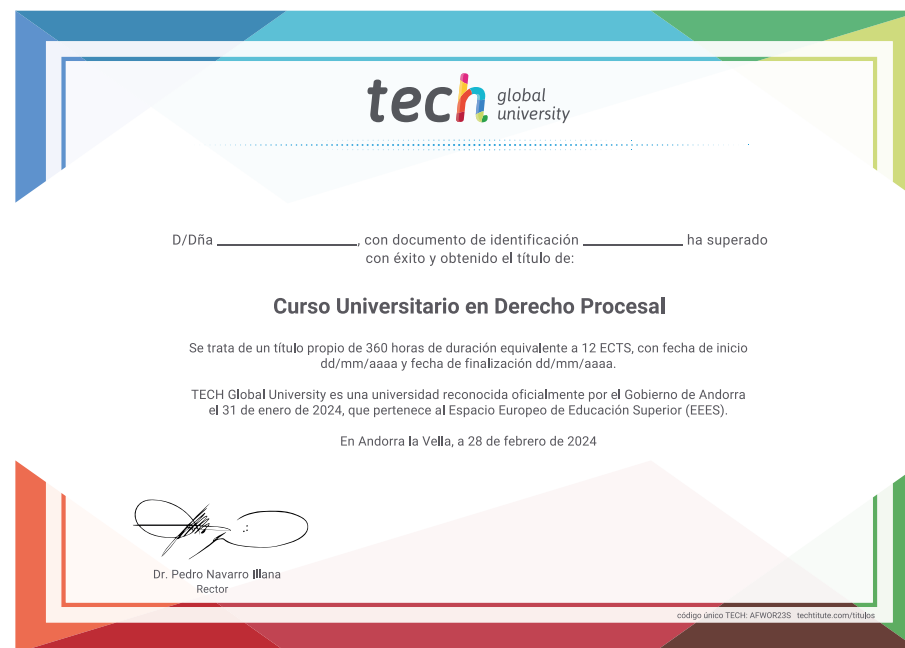 tech global university
D/Dña ____________________, con documento de identificación ______________ ha superado
con éxito y obtenido el título de:
Curso Universitario en Derecho Procesal
Se trata de un título propio de 360 horas de duración equivalente a 12 ECTS, con fecha de inicio
dd/mm/aaaa y fecha de finalización dd/mm/aaaa.
TECH Global University es una universidad reconocida oficialmente por el Gobierno de Andorra
el 31 de enero de 2024, que pertenece al Espacio Europeo de Educación Superior (EEES).
En Andorra la Vella, a 28 de febrero de 2024
Dr. Pedro Navarro Illana
Rector
código único TECH: AFWOR23S techtitute.com/titulos